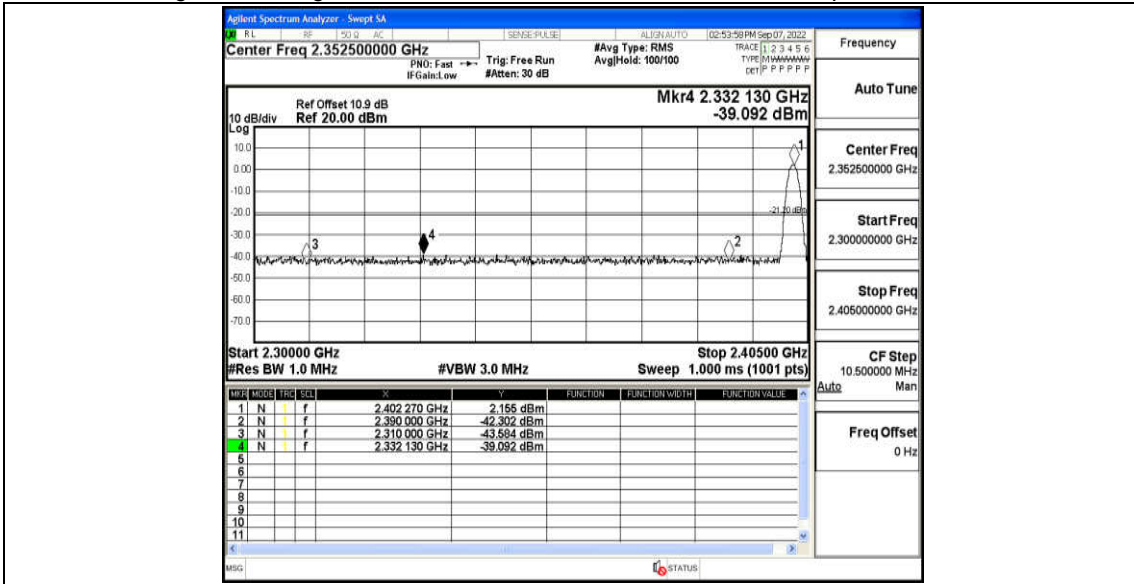 Agilent Spectrum Analyzer - Swept SA
RL RF 50 Ω AC SENSE:PULSE ALIGN AUTO 02:53:58 PM Sep 07, 2022
Center Freq 2.352500000 GHz
PNO: Fast
IFGain:Low
Trig: Free Run
#Atten: 30 dB
#Avg Type: RMS
Avg|Hold: 100/100
TRACE 1 2 3 4 5 6
TYPE MWWWWW
DET P P P P P P
Ref Offset 10.9 dB
10 dB/div Ref 20.00 dBm
Log
Mkr4 2.332 130 GHz
-39.092 dBm
10.0
0.00
-10.0
-20.0
-30.0
-40.0
-50.0
-60.0
-70.0
1
-21.20 dBm
3
4
2
Start 2.30000 GHz Stop 2.40500 GHz
#Res BW 1.0 MHz #VBW 3.0 MHz Sweep 1.000 ms (1001 pts)
MKR MODE TRC SCL X Y FUNCTION FUNCTION WIDTH FUNCTION VALUE
1 N 1 f 2.402 270 GHz 2.155 dBm
2 N 1 f 2.390 000 GHz -42.302 dBm
3 N 1 f 2.310 000 GHz -43.584 dBm
4 N 1 f 2.332 130 GHz -39.092 dBm
5
6
7
8
9
10
11
MSG STATUS
Frequency
Auto Tune
Center Freq
2.352500000 GHz
Start Freq
2.300000000 GHz
Stop Freq
2.405000000 GHz
CF Step
10.500000 MHz
Auto Man
Freq Offset
0 Hz